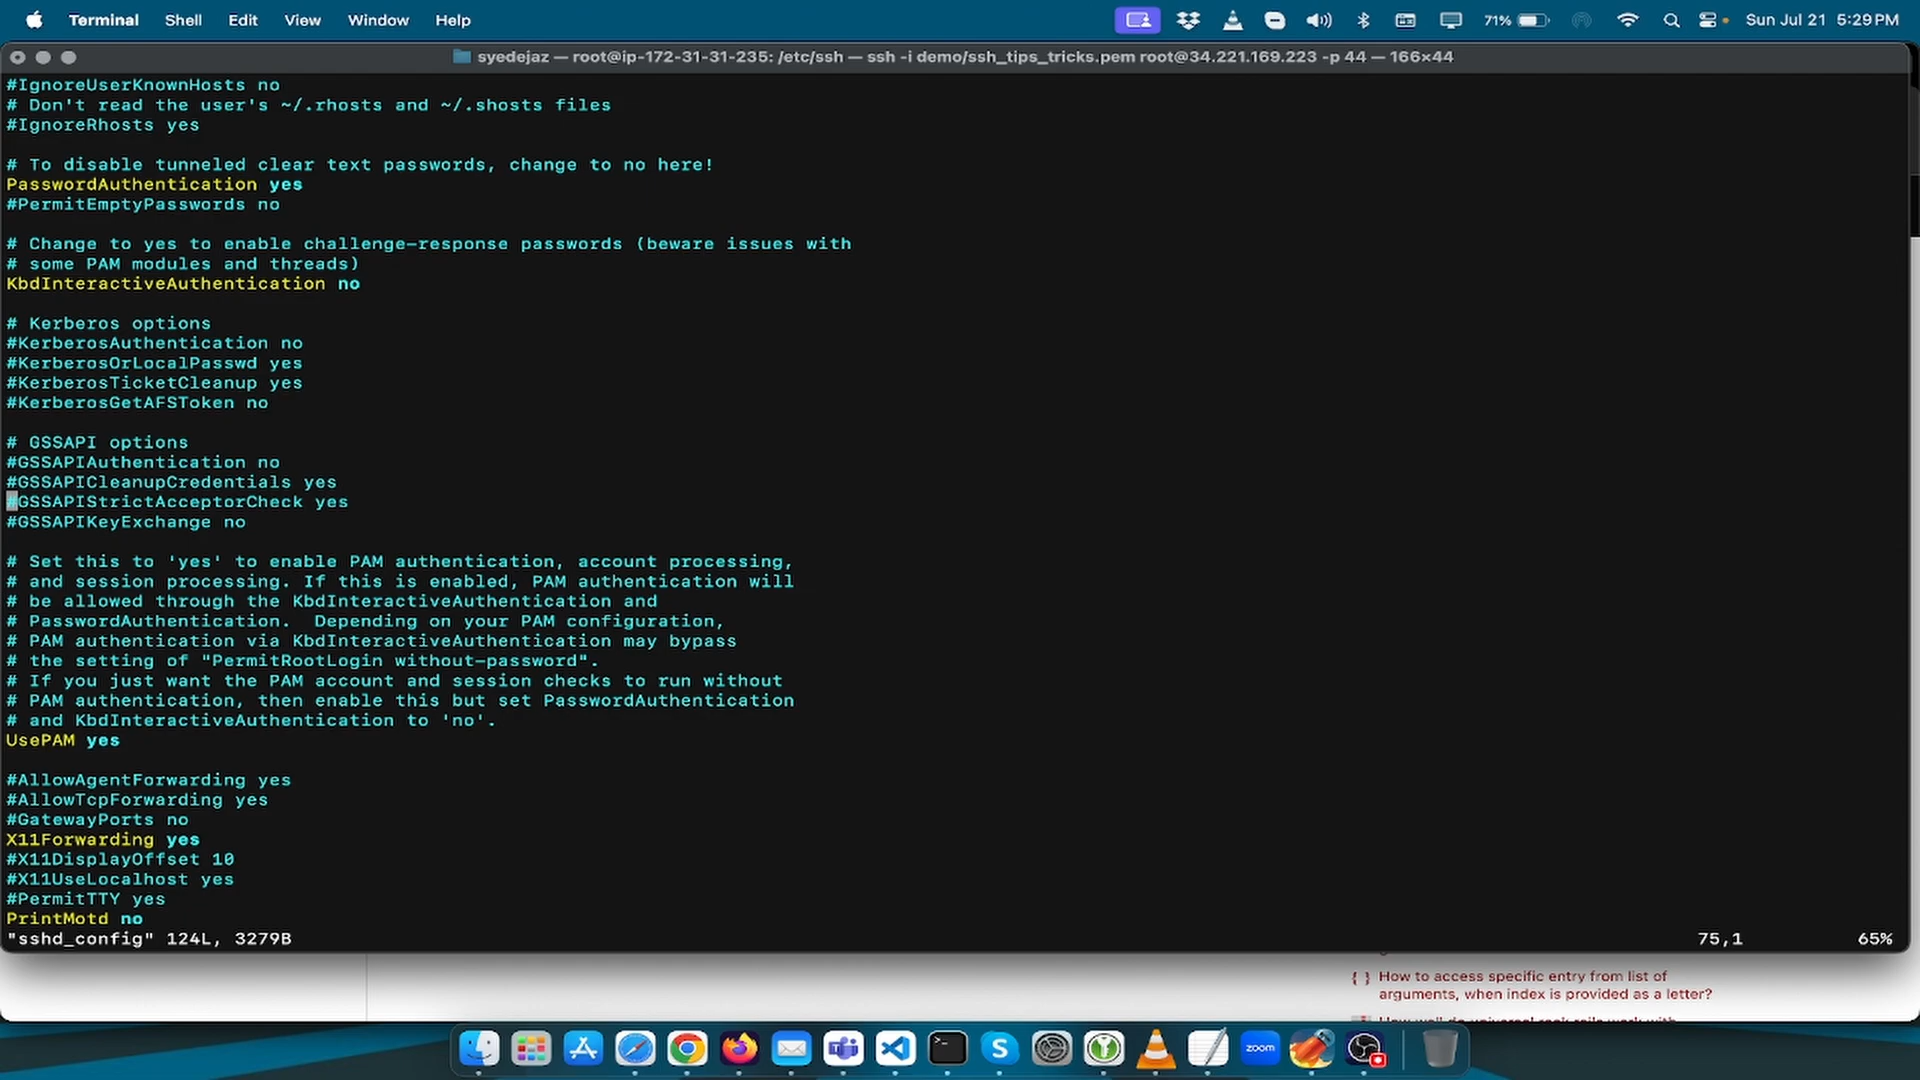 Terminal Shell Edit View Window Help 71% Sun Jul 21 5:29 PM
syedejaz — root@ip-172-31-31-235: /etc/ssh — ssh -i demo/ssh_tips_tricks.pem root@34.221.169.223 -p 44 — 166×44
#IgnoreUserKnownHosts no
# Don't read the user's ~/.rhosts and ~/.shosts files
#IgnoreRhosts yes
# To disable tunneled clear text passwords, change to no here!
PasswordAuthentication yes
#PermitEmptyPasswords no
# Change to yes to enable challenge-response passwords (beware issues with
# some PAM modules and threads)
KbdInteractiveAuthentication no
# Kerberos options
#KerberosAuthentication no
#KerberosOrLocalPasswd yes
#KerberosTicketCleanup yes
#KerberosGetAFSToken no
# GSSAPI options
#GSSAPIAuthentication no
#GSSAPICleanupCredentials yes
#GSSAPIStrictAcceptorCheck yes
#GSSAPIKeyExchange no
# Set this to 'yes' to enable PAM authentication, account processing,
# and session processing. If this is enabled, PAM authentication will
# be allowed through the KbdInteractiveAuthentication and
# PasswordAuthentication.  Depending on your PAM configuration,
# PAM authentication via KbdInteractiveAuthentication may bypass
# the setting of "PermitRootLogin without-password".
# If you just want the PAM account and session checks to run without
# PAM authentication, then enable this but set PasswordAuthentication
# and KbdInteractiveAuthentication to 'no'.
UsePAM yes
#AllowAgentForwarding yes
#AllowTcpForwarding yes
#GatewayPorts no
X11Forwarding yes
#X11DisplayOffset 10
#X11UseLocalhost yes
#PermitTTY yes
PrintMotd no
"sshd_config" 124L, 3279B 75,1 65%
{ } How to access specific entry from list of
arguments, when index is provided as a letter?
zoom